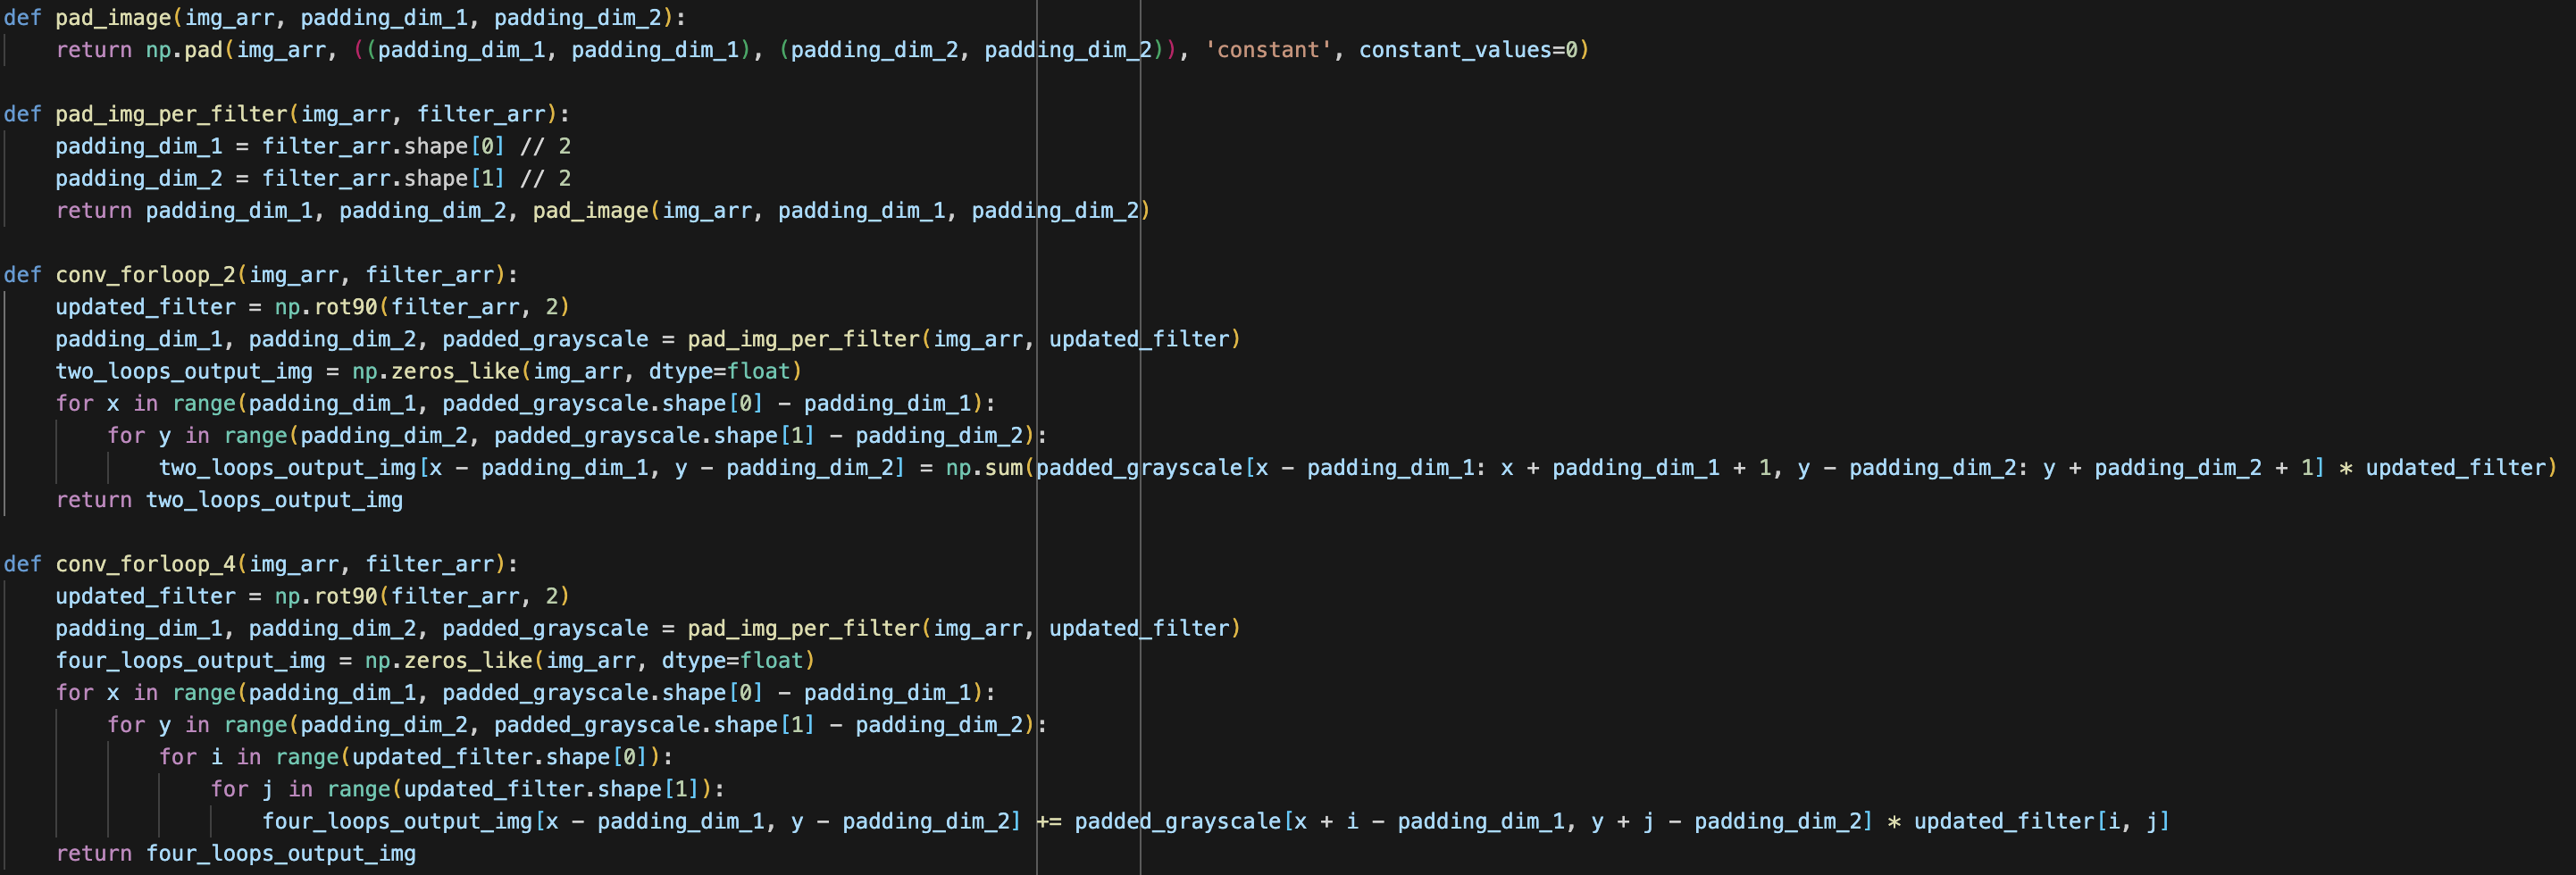 def pad_image(img_arr, padding_dim_1, padding_dim_2):
    return np.pad(img_arr, ((padding_dim_1, padding_dim_1), (padding_dim_2, padding_dim_2)), 'constant', constant_values=0)

def pad_img_per_filter(img_arr, filter_arr):
    padding_dim_1 = filter_arr.shape[0] // 2
    padding_dim_2 = filter_arr.shape[1] // 2
    return padding_dim_1, padding_dim_2, pad_image(img_arr, padding_dim_1, padding_dim_2)

def conv_forloop_2(img_arr, filter_arr):
    updated_filter = np.rot90(filter_arr, 2)
    padding_dim_1, padding_dim_2, padded_grayscale = pad_img_per_filter(img_arr, updated_filter)
    two_loops_output_img = np.zeros_like(img_arr, dtype=float)
    for x in range(padding_dim_1, padded_grayscale.shape[0] - padding_dim_1):
        for y in range(padding_dim_2, padded_grayscale.shape[1] - padding_dim_2):
            two_loops_output_img[x - padding_dim_1, y - padding_dim_2] = np.sum(padded_grayscale[x - padding_dim_1: x + padding_dim_1 + 1, y - padding_dim_2: y + padding_dim_2 + 1] * updated_filter)
    return two_loops_output_img

def conv_forloop_4(img_arr, filter_arr):
    updated_filter = np.rot90(filter_arr, 2)
    padding_dim_1, padding_dim_2, padded_grayscale = pad_img_per_filter(img_arr, updated_filter)
    four_loops_output_img = np.zeros_like(img_arr, dtype=float)
    for x in range(padding_dim_1, padded_grayscale.shape[0] - padding_dim_1):
        for y in range(padding_dim_2, padded_grayscale.shape[1] - padding_dim_2):
            for i in range(updated_filter.shape[0]):
                for j in range(updated_filter.shape[1]):
                    four_loops_output_img[x - padding_dim_1, y - padding_dim_2] += padded_grayscale[x + i - padding_dim_1, y + j - padding_dim_2] * updated_filter[i, j]
    return four_loops_output_img